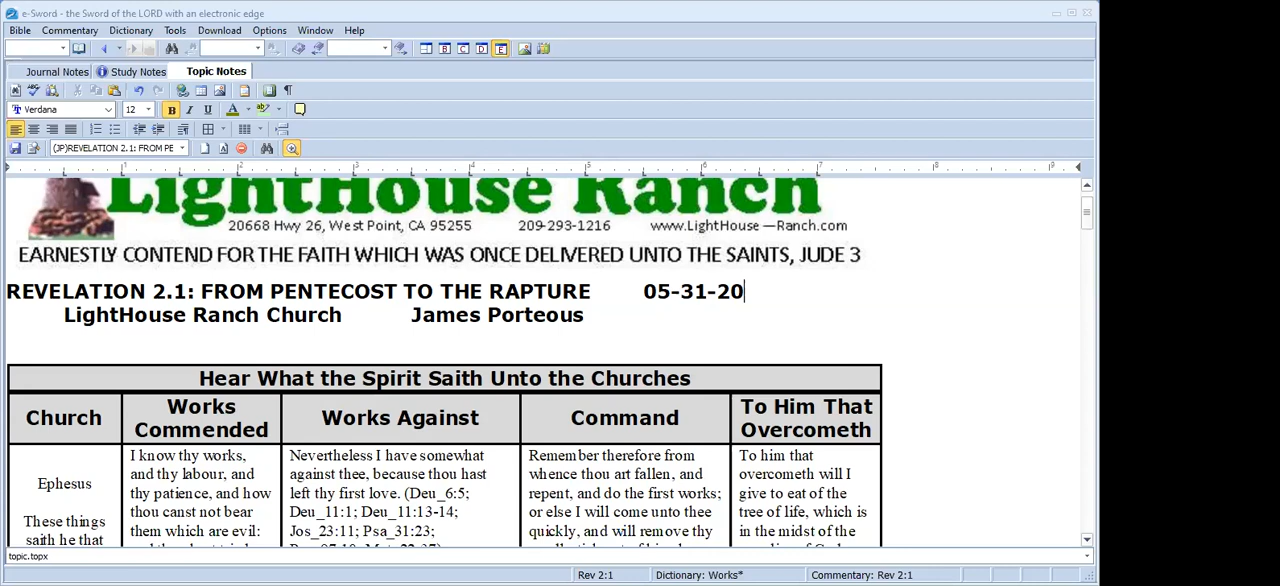 e-Sword - the Sword of the LORD with an electronic edge
Bible Commentary Dictionary Tools Download Options Window Help
B C D E
Journal Notes Study Notes Topic Notes
Verdana 12 B I U A
(JP)REVELATION 2.1: FROM PE
1 2 3 4 5 6 7 8 9
LightHouse Ranch
20668 Hwy 26, West Point, CA 95255 209-293-1216 www.LightHouse—Ranch.com
EARNESTLY CONTEND FOR THE FAITH WHICH WAS ONCE DELIVERED UNTO THE SAINTS, JUDE 3
REVELATION 2.1: FROM PENTECOST TO THE RAPTURE 05-31-20
LightHouse Ranch Church James Porteous
Hear What the Spirit Saith Unto the Churches
Church
Works
Commended
Works Against
Command
To Him That
Overcometh
Ephesus
These things
saith he that
I know thy works,
and thy labour, and
thy patience, and how
thou canst not bear
them which are evil:
Nevertheless I have somewhat
against thee, because thou hast
left thy first love. (Deu_6:5;
Deu_11:1; Deu_11:13-14;
Jos_23:11; Psa_31:23;
Remember therefore from
whence thou art fallen, and
repent, and do the first works;
or else I will come unto thee
quickly, and will remove thy
To him that
overcometh will I
give to eat of the
tree of life, which is
in the midst of the
topic.topx
Rev 2:1 Dictionary: Works* Commentary: Rev 2:1